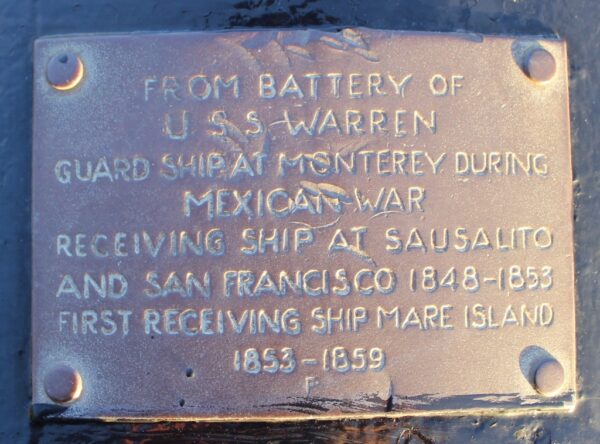 FROM BATTERY OF
U S S WARREN
GUARD SHIP AT MONTEREY DURING
MEXICAN WAR
RECEIVING SHIP AT SAUSALITO
AND SAN FRANCISCO 1848-1853
FIRST RECEIVING SHIP MARE ISLAND
1853-1859
F